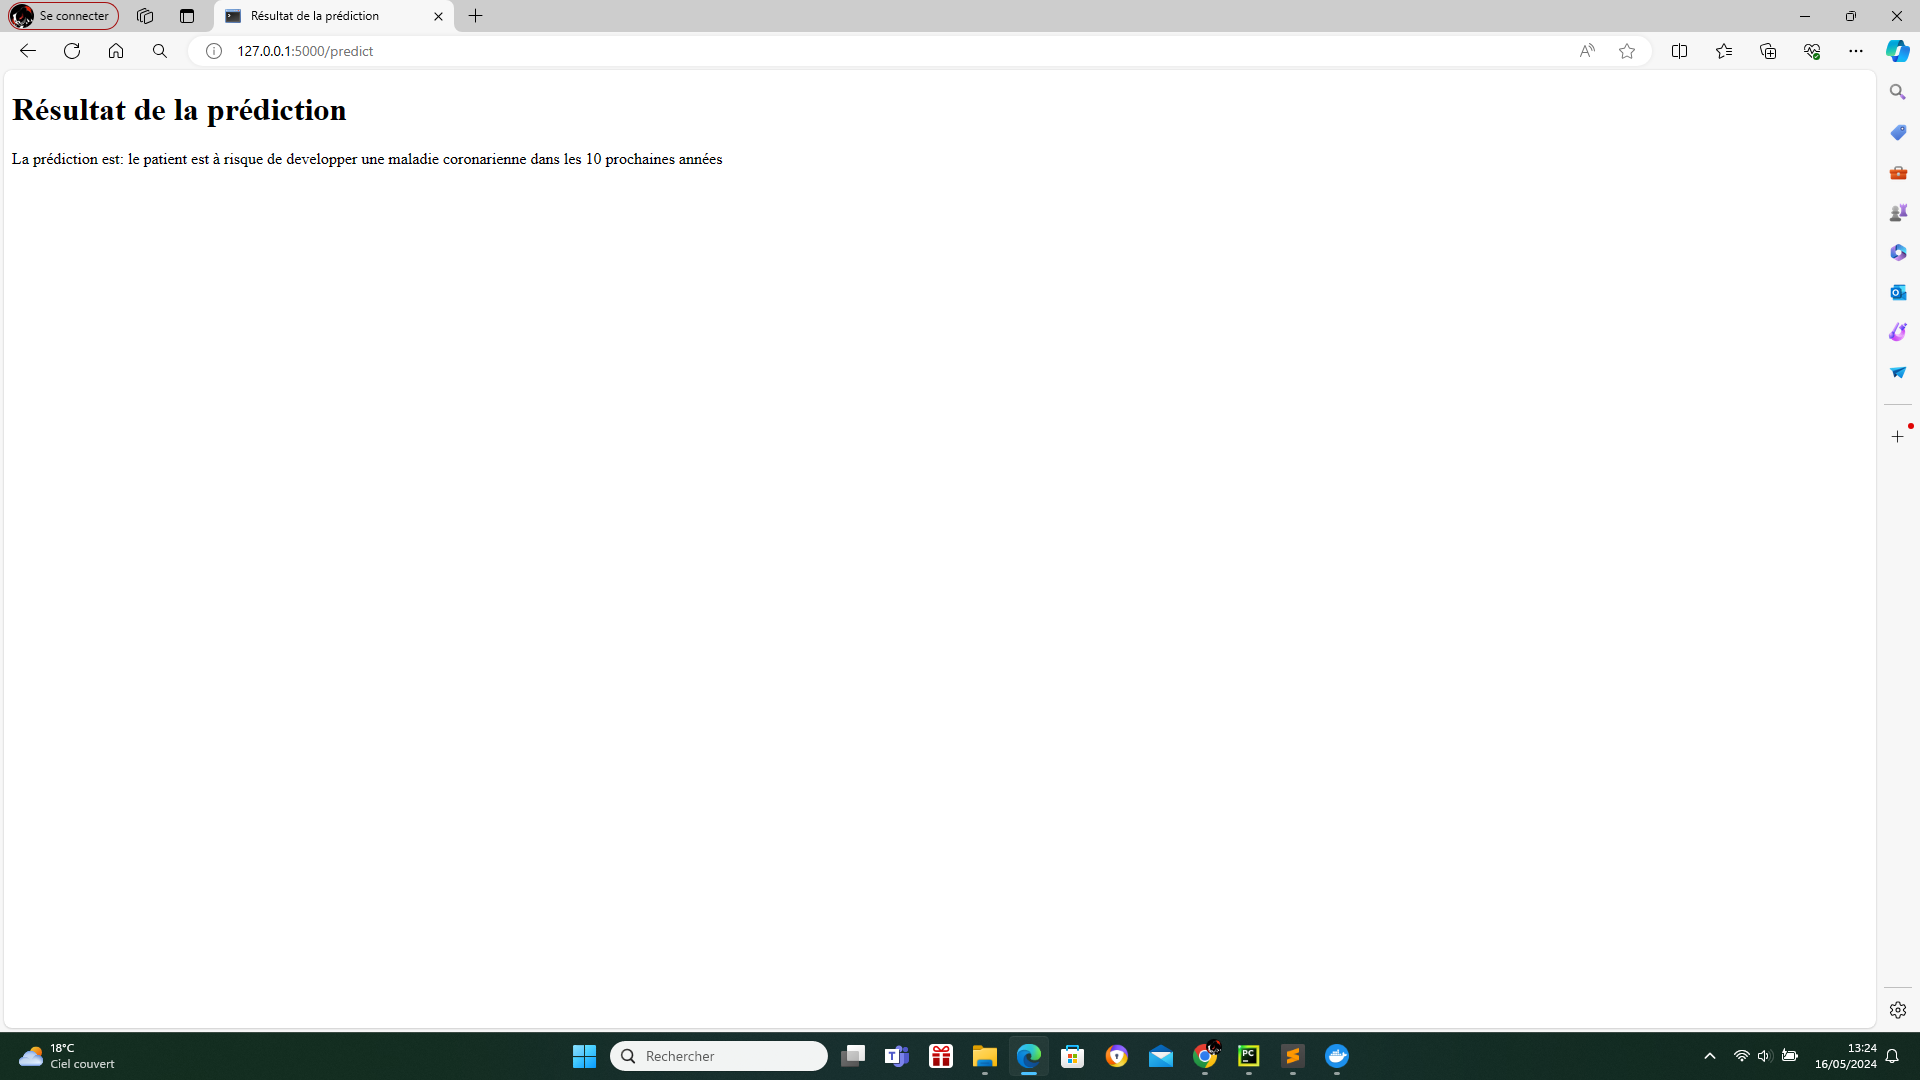 Se connecter
Résultat de la prédiction
127.0.0.1:5000/predict
Résultat de la prédiction
La prédiction est: le patient est à risque de developper une maladie coronarienne dans les 10 prochaines années
18°C
Ciel couvert
Rechercher
13:24
16/05/2024